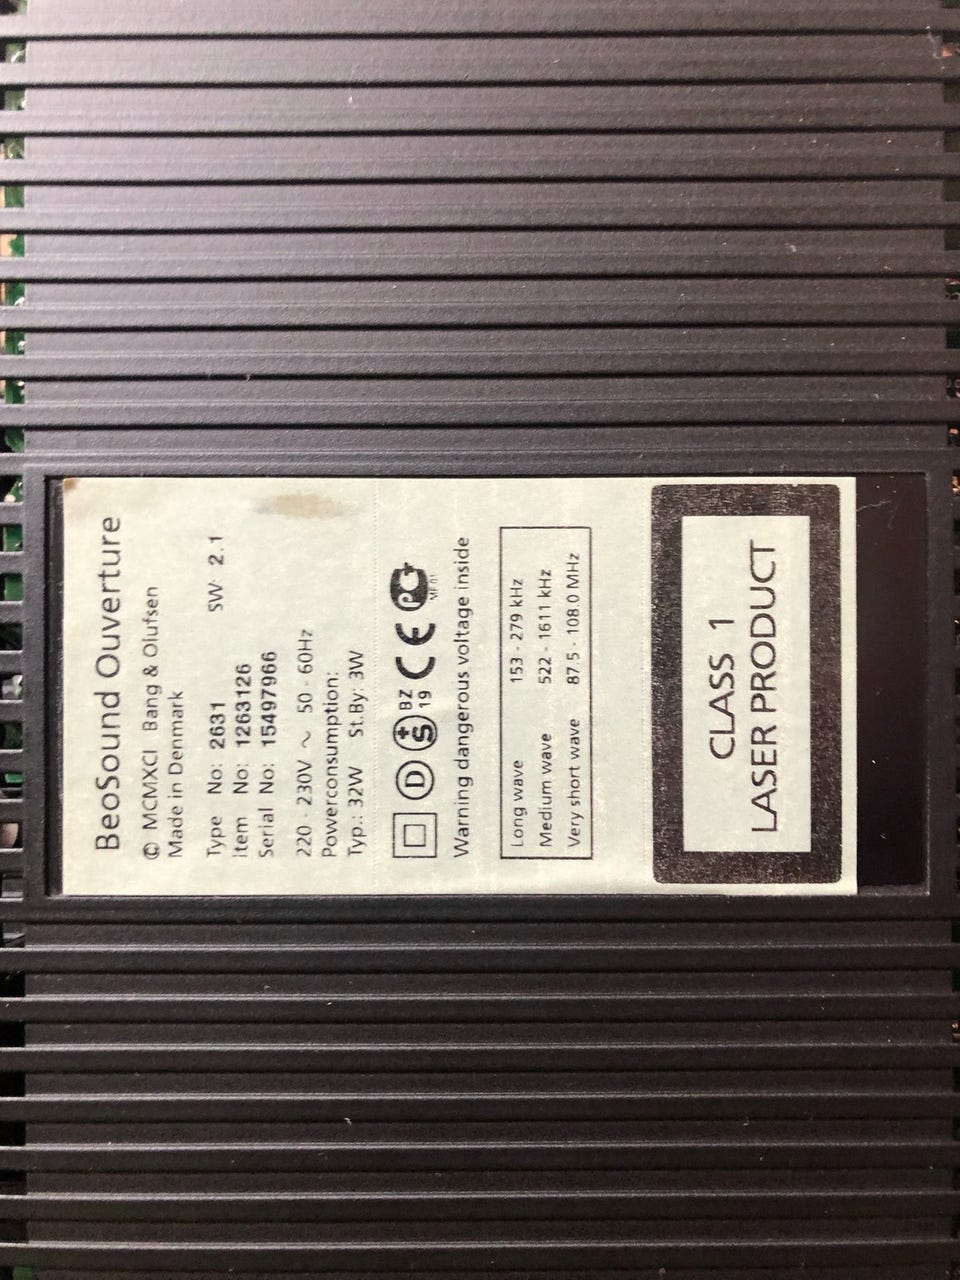 BeoSound Ouverture
© MCMXCI Bang & Olufsen
Made in Denmark
Type No: 2631 SW 2.1
Item No: 1263126
Serial No: 15497966
220 - 230V ~ 50 - 60Hz
Powerconsumption:
Typ.: 32W St.By: 3W
D S BZ 19 CE PC
Warning dangerous voltage inside
Long wave 153 - 279 kHz
Medium wave 522 - 1611 kHz
Very short wave 87.5 - 108.0 MHz
CLASS 1
LASER PRODUCT